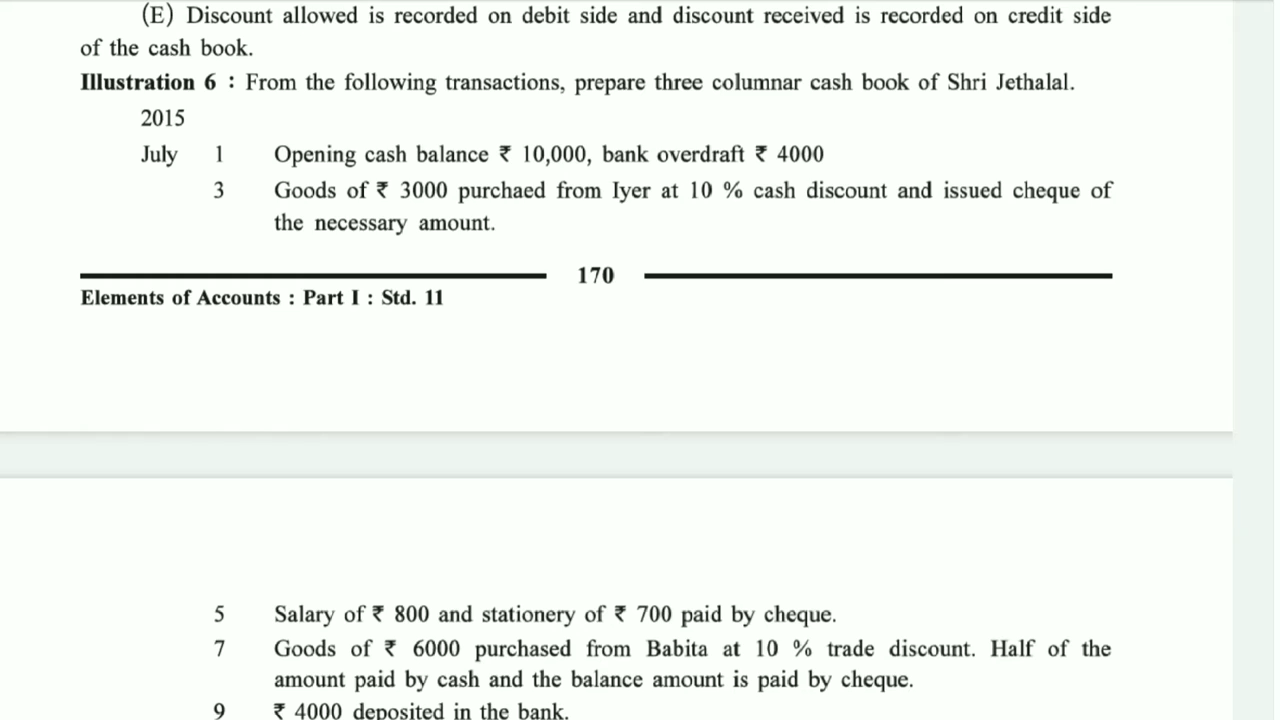 (E) Discount allowed is recorded on debit side and discount received is recorded on credit side
of the cash book.
Illustration 6 : From the following transactions, prepare three columnar cash book of Shri Jethalal.
2015
July 1 Opening cash balance ₹ 10,000, bank overdraft ₹ 4000
3 Goods of ₹ 3000 purchaed from Iyer at 10 % cash discount and issued cheque of
the necessary amount.
170
Elements of Accounts : Part I : Std. 11
5 Salary of ₹ 800 and stationery of ₹ 700 paid by cheque.
7 Goods of ₹ 6000 purchased from Babita at 10 % trade discount. Half of the
amount paid by cash and the balance amount is paid by cheque.
9 ₹ 4000 deposited in the bank.